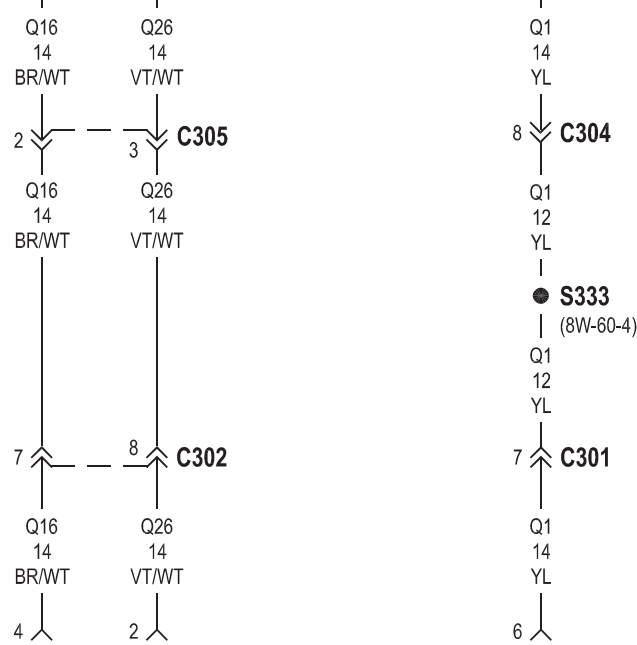 Q16 Q26 Q1
14 14 14
BR/WT VT/WT YL
2 3 C305 8 C304
Q16 Q26 Q1
14 14 12
BR/WT VT/WT YL
S333
(8W-60-4)
Q1
12
YL
7 8 C302 7 C301
Q16 Q26 Q1
14 14 14
BR/WT VT/WT YL
4 2 6